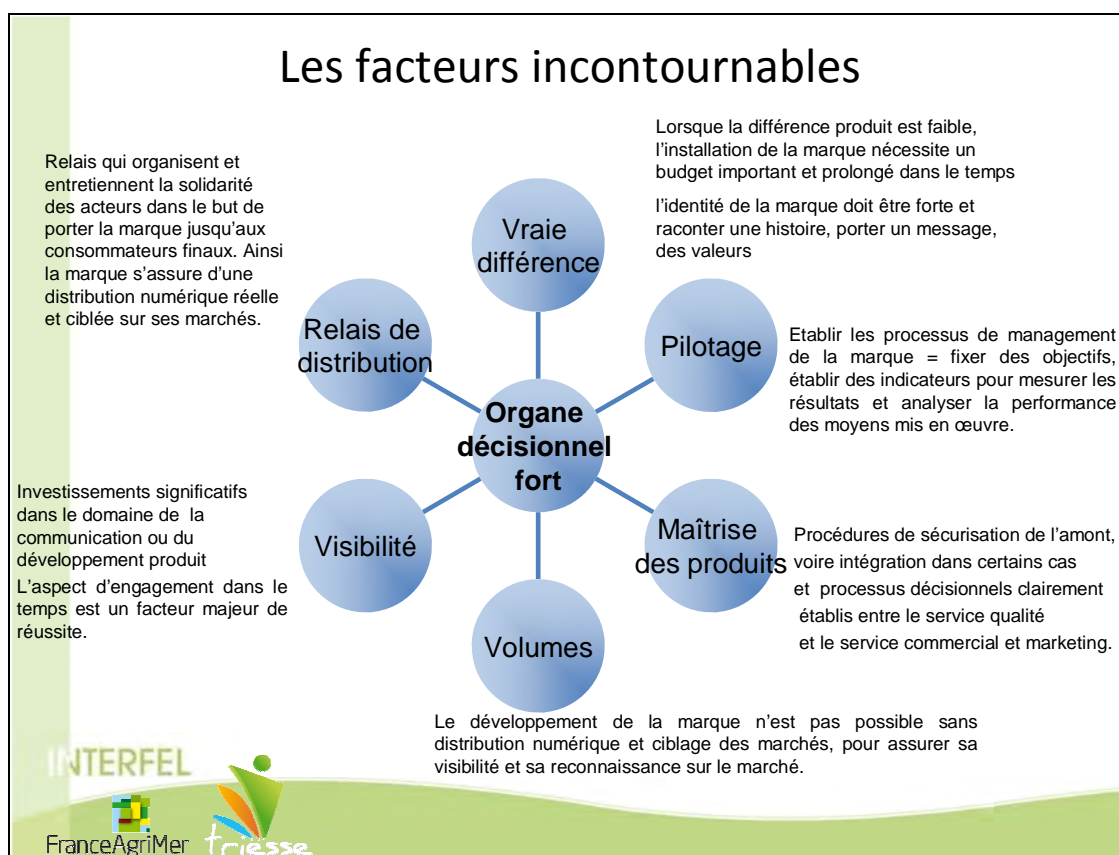 Les facteurs incontournables
Relais qui organisent et
entretiennent la solidarité
des acteurs dans le but de
porter la marque jusqu'aux
consommateurs finaux. Ainsi
la marque s'assure d'une
distribution numérique réelle
et ciblée sur ses marchés.
Lorsque la différence produit est faible,
l'installation de la marque nécessite un
budget important et prolongé dans le temps
l'identité de la marque doit être forte et
raconter une histoire, porter un message,
des valeurs
Vraie
différence
Relais de
distribution
Pilotage
Etablir les processus de management
de la marque = fixer des objectifs,
établir des indicateurs pour mesurer les
résultats et analyser la performance
des moyens mis en œuvre.
Organe
décisionnel
fort
Investissements significatifs
dans le domaine de la
communication ou du
développement produit
L'aspect d'engagement dans le
temps est un facteur majeur de
réussite.
Visibilité
Maîtrise
des produits
Procédures de sécurisation de l'amont,
voire intégration dans certains cas
et processus décisionnels clairement
établis entre le service qualité
et le service commercial et marketing.
Volumes
Le développement de la marque n'est pas possible sans
distribution numérique et ciblage des marchés, pour assurer sa
visibilité et sa reconnaissance sur le marché.
INTERFEL
FranceAgriMer
triesse